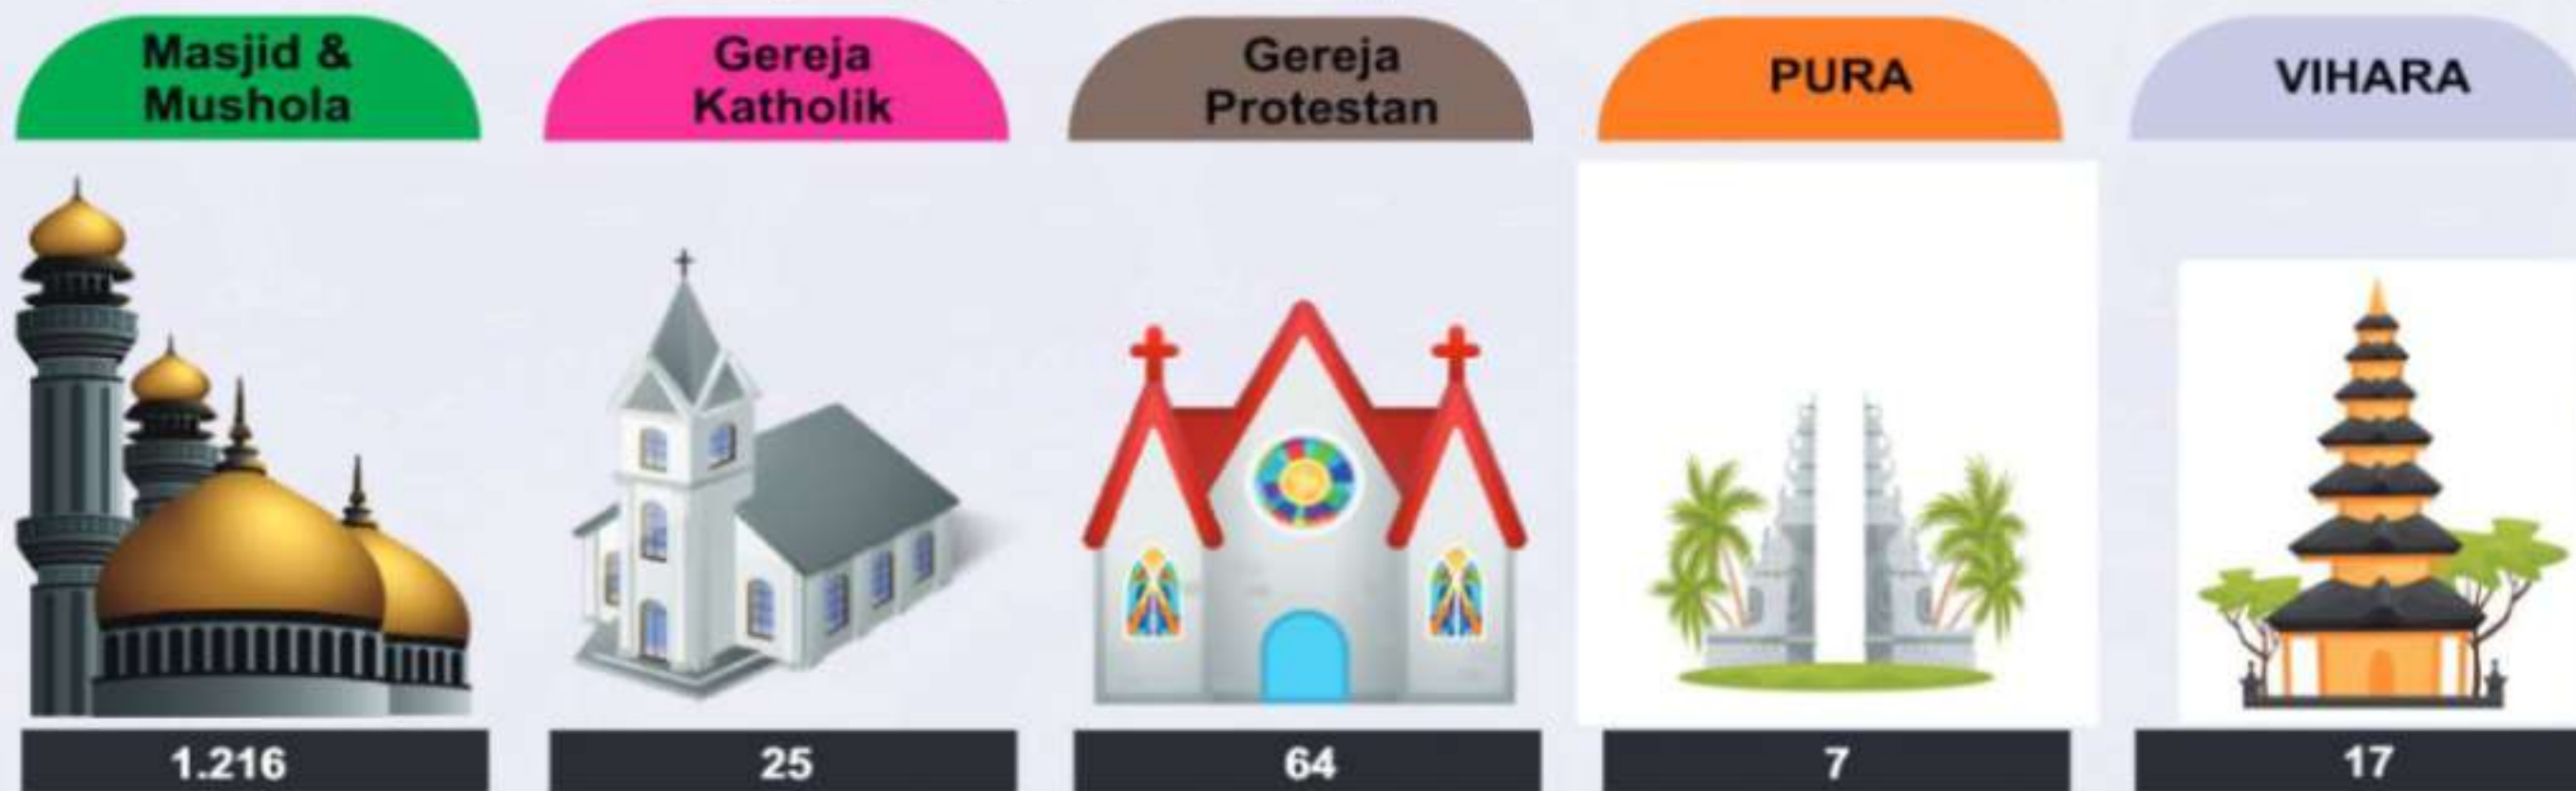 Masjid &
Mushola
Gereja
Katholik
Gereja
Protestan
PURA
VIHARA
1.216
25
64
7
17